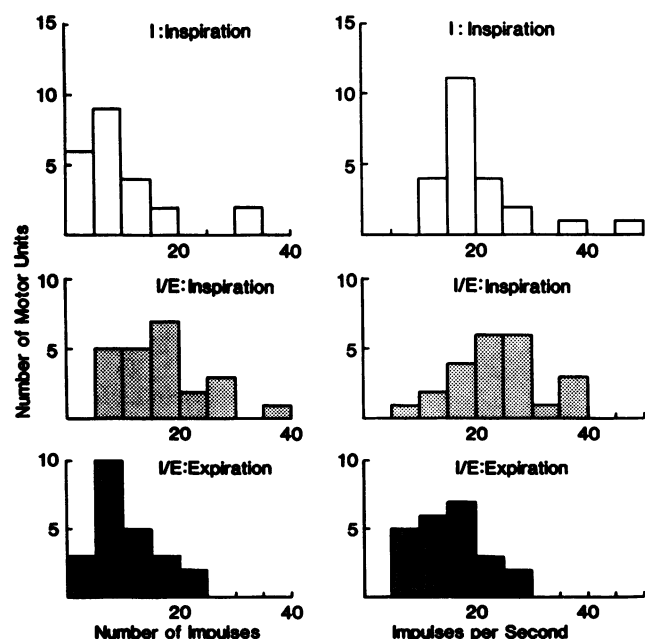 Number of Motor Units
I:Inspiration
15
10
5
20
40
I : Inspiration
15
10
5
20
40
I/E:Inspiration
10
5
20
40
I/E:Inspiration
10
5
20
40
I/E:Expiration
10
5
20
40
Number of Impulses
I/E:Expiration
10
5
20
40
Impulses per Second